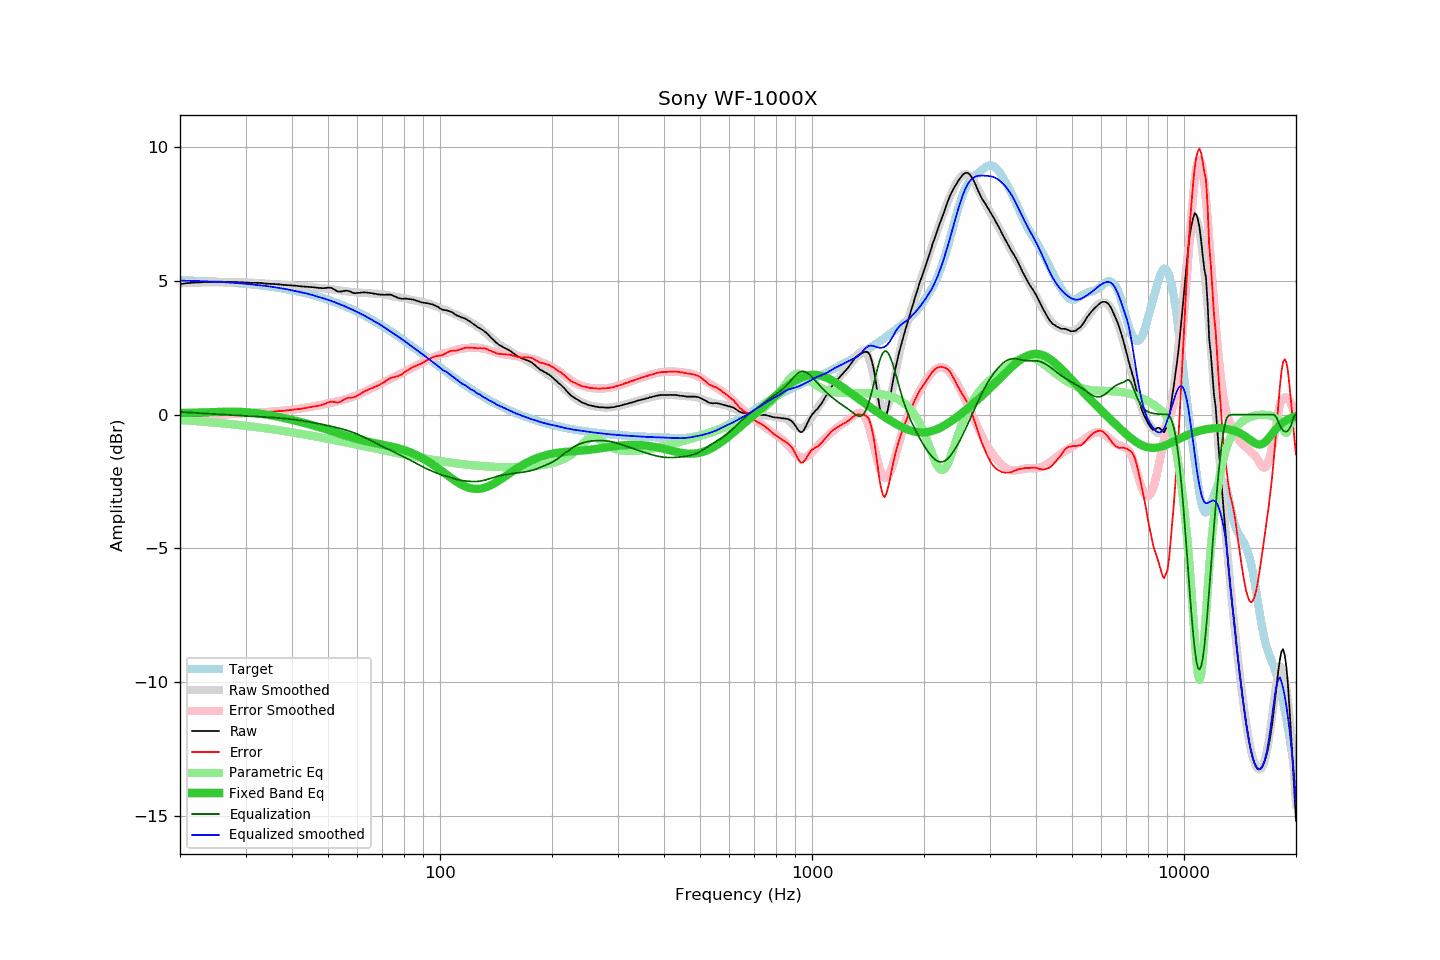 Sony WF-1000X
10
5
0
−5
−10
−15
Amplitude (dBr)
Target
Raw Smoothed
Error Smoothed
Raw
Error
Parametric Eq
Fixed Band Eq
Equalization
Equalized smoothed
100
1000
10000
Frequency (Hz)